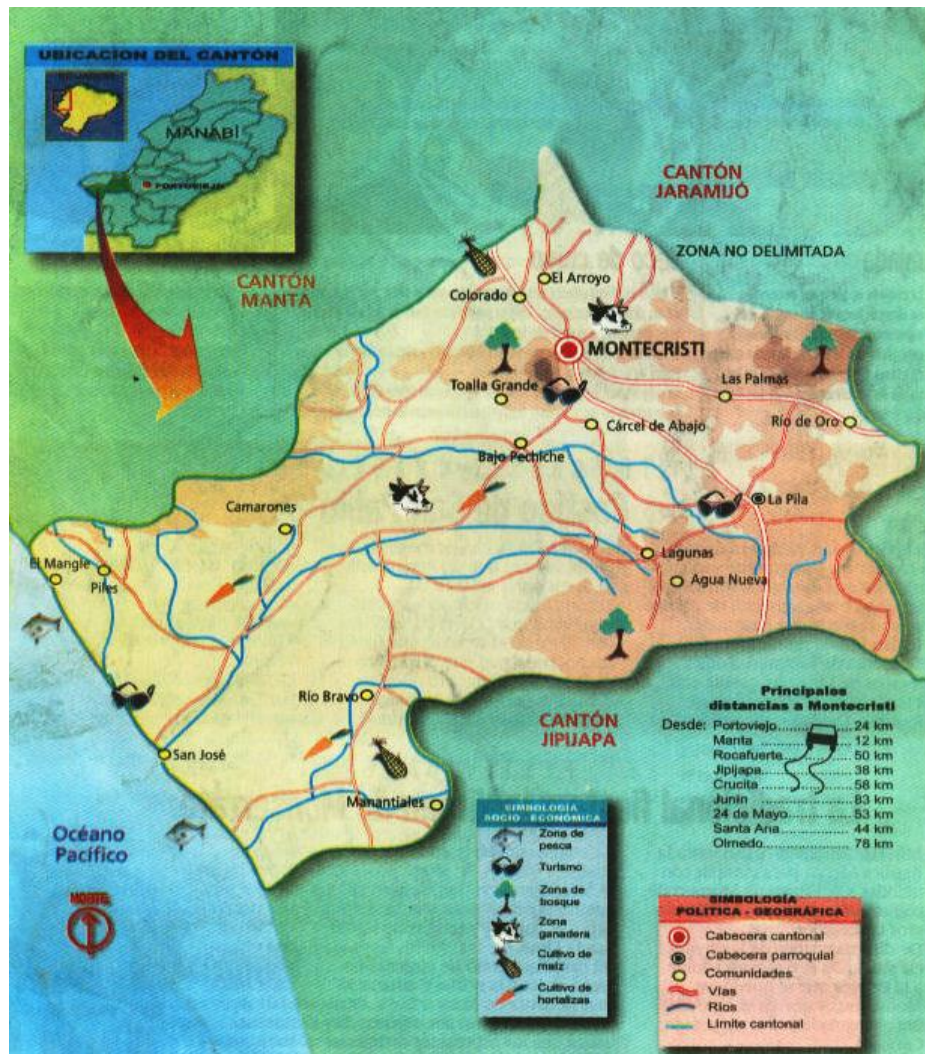 UBICACION DEL CANTÓN
ECUADOR
MANABÍ
PORTOVIEJO
CANTÓN
JARAMIJÓ
ZONA NO DELIMITADA
CANTÓN
MANTA
El Arroyo
Colorado
MONTECRISTI
Las Palmas
Toalla Grande
Río de Oro
Cárcel de Abajo
Bajo Pechiche
La Pila
Camarones
Lagunas
El Mangle
Agua Nueva
Piles
Río Bravo
CANTÓN
JIPIJAPA
San José
Manantiales
Océano
Pacífico
NORTE
Principales
distancias a Montecristi
Desde: Portoviejo............24 km
Manta ....................12 km
Rocafuerte.............50 km
Jipijapa...................38 km
Crucita ...................58 km
Junín ......................83 km
24 de Mayo............53 km
Santa Ana..............44 km
Olmedo..................78 km
SIMBOLOGÍA
SOCIO - ECONÓMICA
Zona de
pesca
Turismo
Zona de
bosque
Zona
ganadera
Cultivo de
maíz
Cultivo de
hortalizas
SIMBOLOGÍA
POLITICA - GEOGRÁFICA
Cabecera cantonal
Cabecera parroquial
Comunidades
Vías
Ríos
Límite cantonal